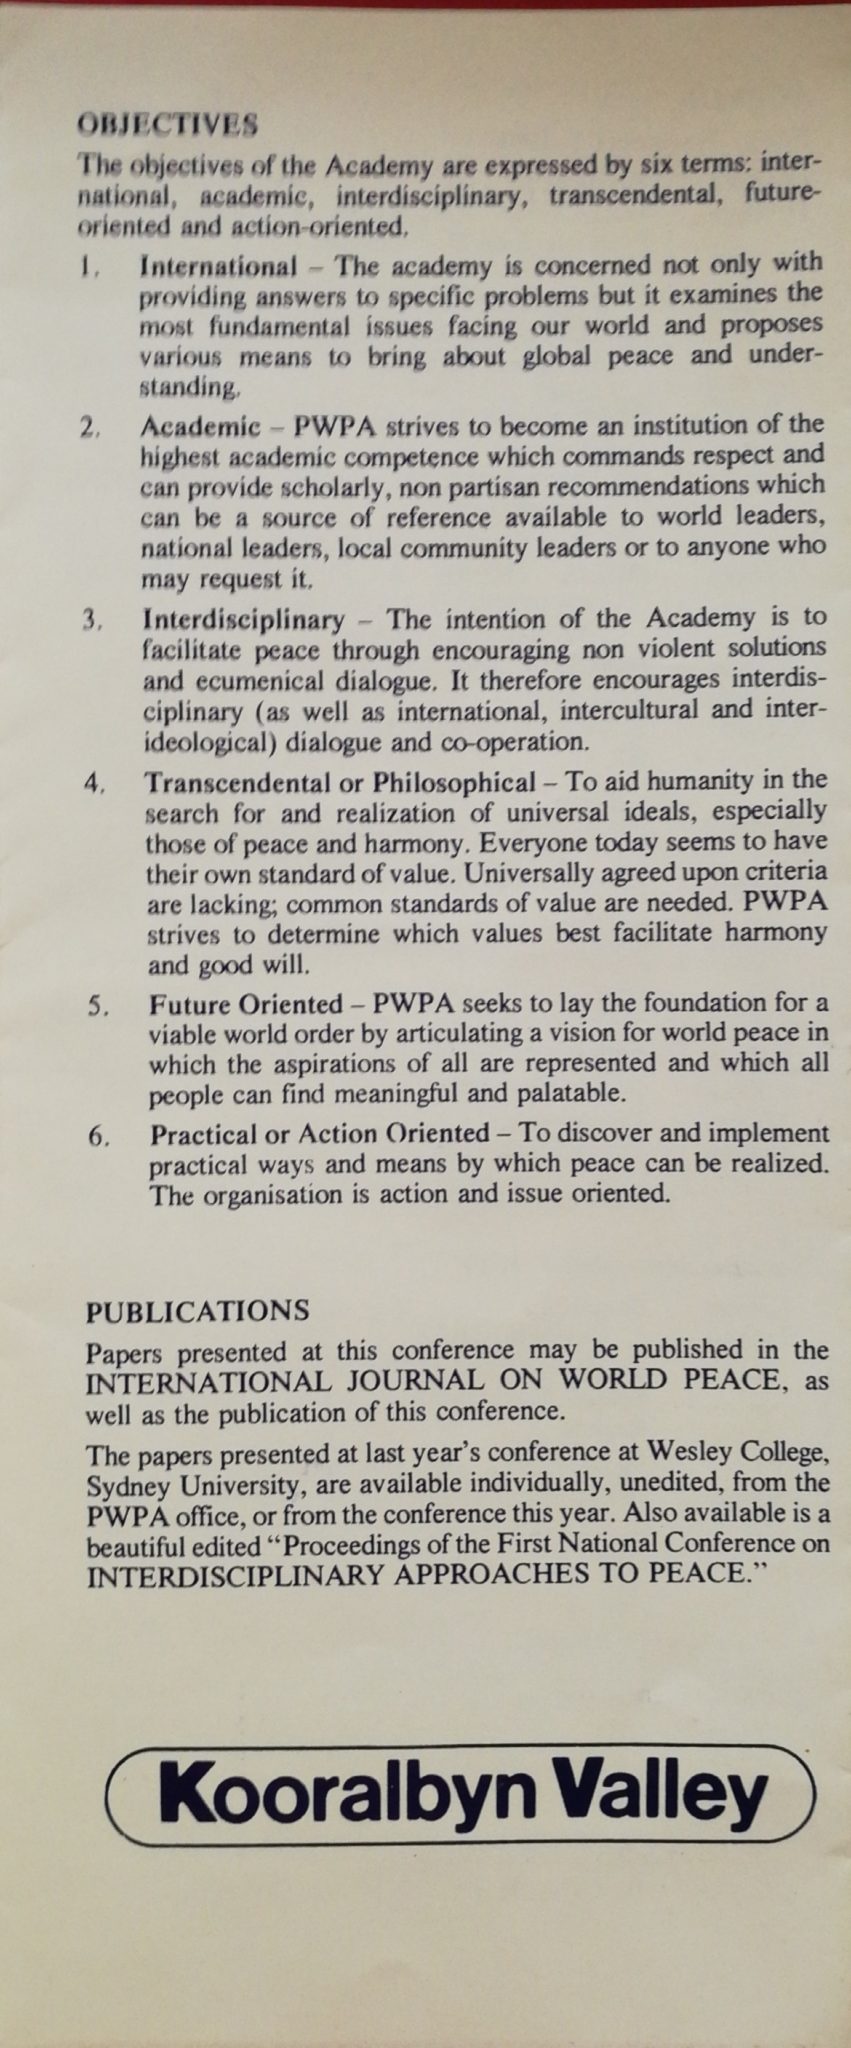 OBJECTIVES
The objectives of the Academy are expressed by six terms: inter-
national, academic, interdisciplinary, transcendental, future-
oriented and action-oriented.
1. International – The academy is concerned not only with
providing answers to specific problems but it examines the
most fundamental issues facing our world and proposes
various means to bring about global peace and under-
standing.
2. Academic – PWPA strives to become an institution of the
highest academic competence which commands respect and
can provide scholarly, non partisan recommendations which
can be a source of reference available to world leaders,
national leaders, local community leaders or to anyone who
may request it.
3. Interdisciplinary – The intention of the Academy is to
facilitate peace through encouraging non violent solutions
and ecumenical dialogue. It therefore encourages interdis-
ciplinary (as well as international, intercultural and inter-
ideological) dialogue and co-operation.
4. Transcendental or Philosophical – To aid humanity in the
search for and realization of universal ideals, especially
those of peace and harmony. Everyone today seems to have
their own standard of value. Universally agreed upon criteria
are lacking; common standards of value are needed. PWPA
strives to determine which values best facilitate harmony
and good will.
5. Future Oriented – PWPA seeks to lay the foundation for a
viable world order by articulating a vision for world peace in
which the aspirations of all are represented and which all
people can find meaningful and palatable.
6. Practical or Action Oriented – To discover and implement
practical ways and means by which peace can be realized.
The organisation is action and issue oriented.
PUBLICATIONS
Papers presented at this conference may be published in the
INTERNATIONAL JOURNAL ON WORLD PEACE, as
well as the publication of this conference.
The papers presented at last year's conference at Wesley College,
Sydney University, are available individually, unedited, from the
PWPA office, or from the conference this year. Also available is a
beautiful edited "Proceedings of the First National Conference on
INTERDISCIPLINARY APPROACHES TO PEACE."
Kooralbyn Valley